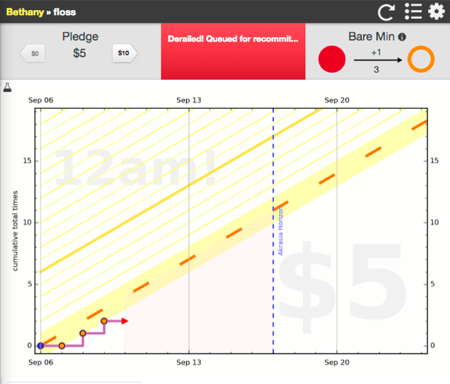 Bethany » floss
Pledge
$5
$0
$10
Derailed! Queued for recommit...
Bare Min
+1
3
Sep 06
Sep 13
Sep 20
12am!
$5
cumulative total times
15
10
5
0
15
10
5
0
Akrasia Horizon
Sep 06
Sep 13
Sep 20